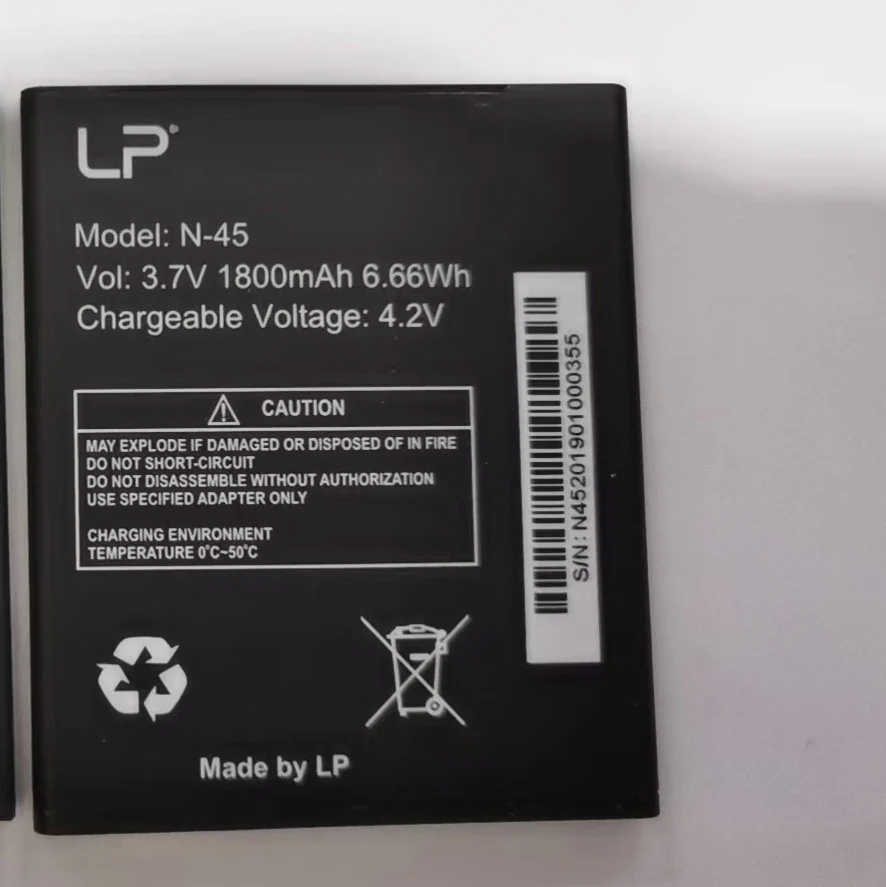 LP
Model: N-45
Vol: 3.7V 1800mAh 6.66Wh
Chargeable Voltage: 4.2V
CAUTION
MAY EXPLODE IF DAMAGED OR DISPOSED OF IN FIRE
DO NOT SHORT-CIRCUIT
DO NOT DISASSEMBLE WITHOUT AUTHORIZATION
USE SPECIFIED ADAPTER ONLY
CHARGING ENVIRONMENT
TEMPERATURE 0°C~50°C
S/N: N45201901000355
Made by LP